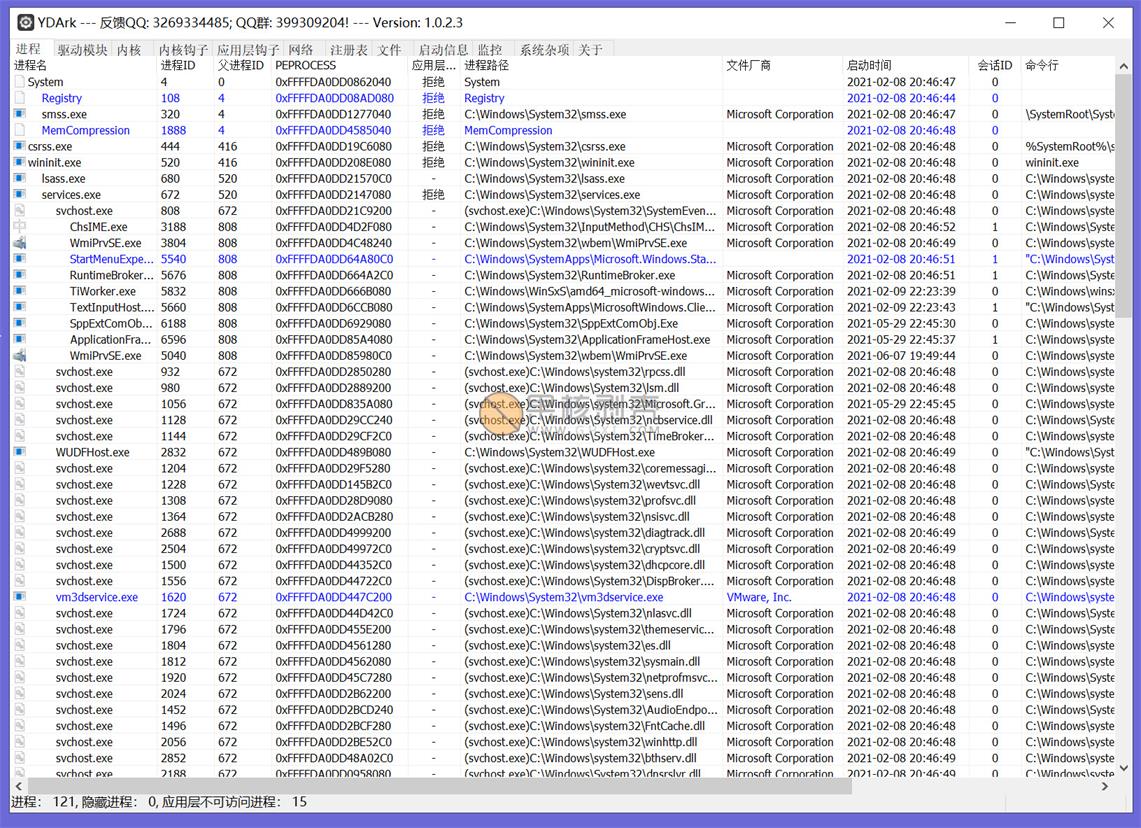 YDArk --- 反馈QQ: 3269334485; QQ群: 399309204! --- Version: 1.0.2.3
进程 驱动模块 内核 内核钩子 应用层钩子 网络 注册表 文件 启动信息 监控 系统杂项 关于
进程名 进程ID 父进程ID PEPROCESS 应用层... 进程路径 文件厂商 启动时间 会话ID 命令行
System 4 0 0xFFFFDA0DD0862040 拒绝 System 2021-02-08 20:46:47 0
Registry 108 4 0xFFFFDA0DD08AD080 拒绝 Registry 2021-02-08 20:46:44 0
smss.exe 320 4 0xFFFFDA0DD1277040 拒绝 C:\Windows\System32\smss.exe Microsoft Corporation 2021-02-08 20:46:47 0 \SystemRoot\Syst
MemCompression 1888 4 0xFFFFDA0DD4585040 拒绝 MemCompression 2021-02-08 20:46:48 0
csrss.exe 444 416 0xFFFFDA0DD19C6080 拒绝 C:\Windows\System32\csrss.exe Microsoft Corporation 2021-02-08 20:46:48 0 %SystemRoot%\s
wininit.exe 520 416 0xFFFFDA0DD208E080 拒绝 C:\Windows\System32\wininit.exe Microsoft Corporation 2021-02-08 20:46:48 0 wininit.exe
lsass.exe 680 520 0xFFFFDA0DD21570C0 - C:\Windows\System32\lsass.exe Microsoft Corporation 2021-02-08 20:46:48 0 C:\Windows\syste
services.exe 672 520 0xFFFFDA0DD2147080 拒绝 C:\Windows\System32\services.exe Microsoft Corporation 2021-02-08 20:46:48 0 C:\Windows\syste
svchost.exe 808 672 0xFFFFDA0DD21C9200 - (svchost.exe)C:\Windows\System32\SystemEven... Microsoft Corporation 2021-02-08 20:46:48 0 C:\Windows\syste
ChsIME.exe 3188 808 0xFFFFDA0DD4D2F080 - C:\Windows\System32\InputMethod\CHS\ChsIM... Microsoft Corporation 2021-02-08 20:46:52 1 C:\Windows\Syste
WmiPrvSE.exe 3804 808 0xFFFFDA0DD4C48240 - C:\Windows\System32\wbem\WmiPrvSE.exe Microsoft Corporation 2021-02-08 20:46:49 0 C:\Windows\syste
StartMenuExpe... 5540 808 0xFFFFDA0DD64A80C0 - C:\Windows\SystemApps\Microsoft.Windows.Sta... 2021-02-08 20:46:51 1 "C:\Windows\Syst
RuntimeBroker... 5676 808 0xFFFFDA0DD664A2C0 - C:\Windows\System32\RuntimeBroker.exe Microsoft Corporation 2021-02-08 20:46:51 1 C:\Windows\Syste
TiWorker.exe 5832 808 0xFFFFDA0DD666B080 - C:\Windows\WinSxS\amd64_microsoft-windows... Microsoft Corporation 2021-02-09 22:23:39 0 C:\Windows\winsx
TextInputHost.... 5660 808 0xFFFFDA0DD6CCB080 - C:\Windows\SystemApps\MicrosoftWindows.Clie... Microsoft Corporation 2021-02-09 22:23:43 1 "C:\Windows\Syst
SppExtComOb... 6188 808 0xFFFFDA0DD6929080 - C:\Windows\System32\SppExtComObj.Exe Microsoft Corporation 2021-05-29 22:45:30 0 C:\Windows\syste
ApplicationFra... 6596 808 0xFFFFDA0DD85A4080 - C:\Windows\System32\ApplicationFrameHost.exe Microsoft Corporation 2021-05-29 22:45:37 1 C:\Windows\syste
WmiPrvSE.exe 5040 808 0xFFFFDA0DD85980C0 - C:\Windows\System32\wbem\WmiPrvSE.exe Microsoft Corporation 2021-06-07 19:49:44 0 C:\Windows\syste
svchost.exe 932 672 0xFFFFDA0DD2850280 - (svchost.exe)C:\Windows\system32\rpcss.dll Microsoft Corporation 2021-02-08 20:46:48 0 C:\Windows\syste
svchost.exe 980 672 0xFFFFDA0DD2889200 - (svchost.exe)C:\Windows\System32\lsm.dll Microsoft Corporation 2021-02-08 20:46:48 0 C:\Windows\syste
svchost.exe 1056 672 0xFFFFDA0DD835A080 - (svchost.exe)C:\Windows\system32\Microsoft.Gr... Microsoft Corporation 2021-05-29 22:45:45 0 C:\Windows\syste
svchost.exe 1128 672 0xFFFFDA0DD29CC240 - (svchost.exe)C:\Windows\System32\ncbservice.dll Microsoft Corporation 2021-02-08 20:46:48 0 C:\Windows\Syste
svchost.exe 1144 672 0xFFFFDA0DD29CF2C0 - (svchost.exe)C:\Windows\System32\TimeBroker... Microsoft Corporation 2021-02-08 20:46:48 0 C:\Windows\syste
WUDFHost.exe 2832 672 0xFFFFDA0DD489B080 - C:\Windows\System32\WUDFHost.exe Microsoft Corporation 2021-02-08 20:46:49 0 "C:\Windows\Syst
svchost.exe 1204 672 0xFFFFDA0DD29F5280 - (svchost.exe)C:\Windows\system32\coremessagi... Microsoft Corporation 2021-02-08 20:46:48 0 C:\Windows\syste
svchost.exe 1228 672 0xFFFFDA0DD145B2C0 - (svchost.exe)C:\Windows\System32\wevtsvc.dll Microsoft Corporation 2021-02-08 20:46:48 0 C:\Windows\Syste
svchost.exe 1308 672 0xFFFFDA0DD28D9080 - (svchost.exe)C:\Windows\system32\profsvc.dll Microsoft Corporation 2021-02-08 20:46:48 0 C:\Windows\syste
svchost.exe 1364 672 0xFFFFDA0DD2ACB280 - (svchost.exe)C:\Windows\system32\nsisvc.dll Microsoft Corporation 2021-02-08 20:46:48 0 C:\Windows\syste
svchost.exe 2688 672 0xFFFFDA0DD4999200 - (svchost.exe)C:\Windows\system32\diagtrack.dll Microsoft Corporation 2021-02-08 20:46:49 0 C:\Windows\Syste
svchost.exe 2504 672 0xFFFFDA0DD49972C0 - (svchost.exe)C:\Windows\system32\cryptsvc.dll Microsoft Corporation 2021-02-08 20:46:49 0 C:\Windows\syste
svchost.exe 1500 672 0xFFFFDA0DD44352C0 - (svchost.exe)C:\Windows\system32\dhcpcore.dll Microsoft Corporation 2021-02-08 20:46:48 0 C:\Windows\syste
svchost.exe 1556 672 0xFFFFDA0DD44722C0 - (svchost.exe)C:\Windows\System32\DispBroker.... Microsoft Corporation 2021-02-08 20:46:48 0 C:\Windows\syste
vm3dservice.exe 1620 672 0xFFFFDA0DD447C200 - C:\Windows\System32\vm3dservice.exe VMware, Inc. 2021-02-08 20:46:48 0 C:\Windows\syste
svchost.exe 1724 672 0xFFFFDA0DD44D42C0 - (svchost.exe)C:\Windows\System32\nlasvc.dll Microsoft Corporation 2021-02-08 20:46:48 0 C:\Windows\Syste
svchost.exe 1796 672 0xFFFFDA0DD455E200 - (svchost.exe)C:\Windows\system32\themeservic... Microsoft Corporation 2021-02-08 20:46:48 0 C:\Windows\Syste
svchost.exe 1804 672 0xFFFFDA0DD4561280 - (svchost.exe)C:\Windows\system32\es.dll Microsoft Corporation 2021-02-08 20:46:48 0 C:\Windows\syste
svchost.exe 1812 672 0xFFFFDA0DD4562080 - (svchost.exe)C:\Windows\system32\sysmain.dll Microsoft Corporation 2021-02-08 20:46:48 0 C:\Windows\syste
svchost.exe 1920 672 0xFFFFDA0DD45C7280 - (svchost.exe)C:\Windows\System32\netprofmsvc... Microsoft Corporation 2021-02-08 20:46:48 0 C:\Windows\Syste
svchost.exe 2024 672 0xFFFFDA0DD2B62200 - (svchost.exe)C:\Windows\System32\sens.dll Microsoft Corporation 2021-02-08 20:46:48 0 C:\Windows\syste
svchost.exe 1452 672 0xFFFFDA0DD2BCD240 - (svchost.exe)C:\Windows\System32\AudioEndpo... Microsoft Corporation 2021-02-08 20:46:48 0 C:\Windows\Syste
svchost.exe 1496 672 0xFFFFDA0DD2BCF280 - (svchost.exe)C:\Windows\system32\FntCache.dll Microsoft Corporation 2021-02-08 20:46:48 0 C:\Windows\syste
svchost.exe 2056 672 0xFFFFDA0DD2BE52C0 - (svchost.exe)C:\Windows\system32\winhttp.dll Microsoft Corporation 2021-02-08 20:46:48 0 C:\Windows\syste
svchost.exe 2852 672 0xFFFFDA0DD48A02C0 - (svchost.exe)C:\Windows\System32\bthserv.dll Microsoft Corporation 2021-02-08 20:46:49 0 C:\Windows\syste
svchost.exe 2188 672 0xFFFFDA0DD0958080 - (svchost.exe)C:\Windows\System32\dnsrslvr.dll Microsoft Corporation 2021-02-08 20:46:49 0 C:\Windows\syste
进程: 121, 隐藏进程: 0, 应用层不可访问进程: 15